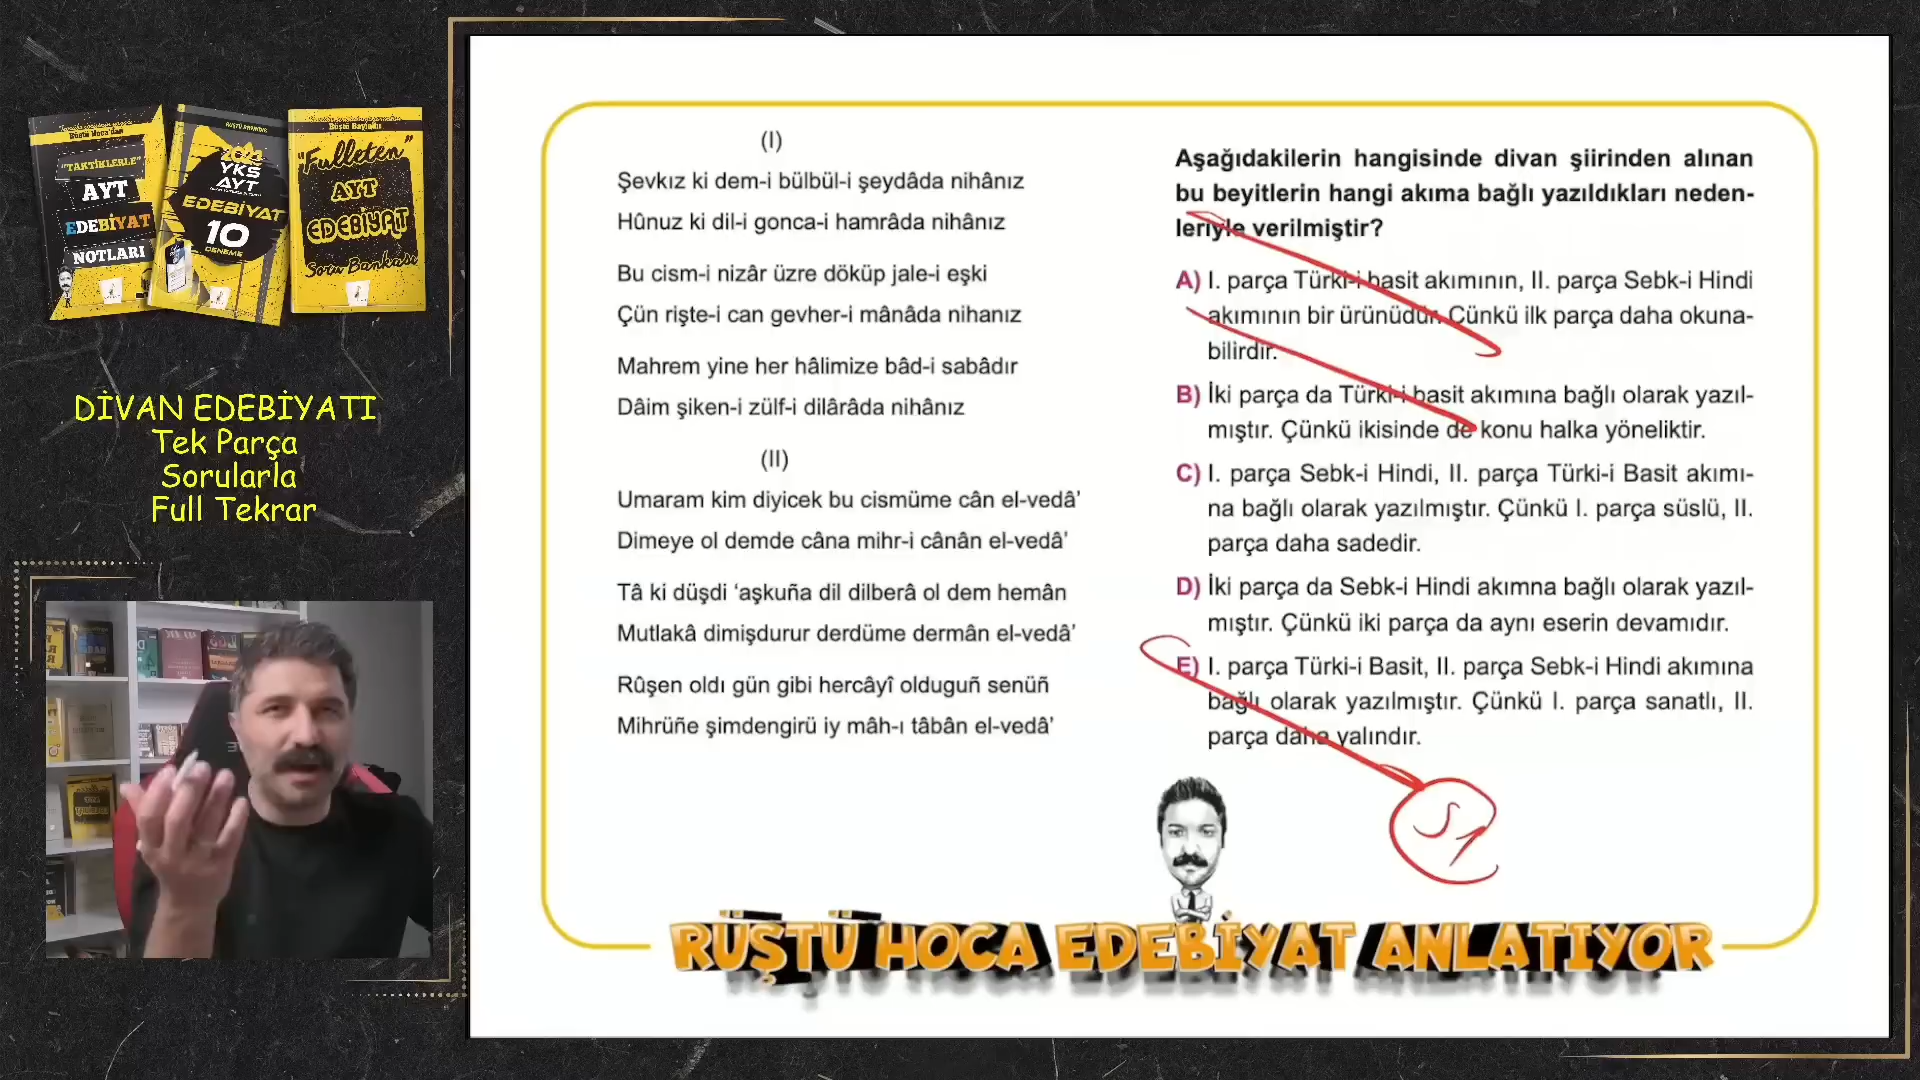 "TAKTİKLERLE"
AYT
EDEBİYAT
NOTLARI
YKS
AYT
EDEBİYAT
10
DENEME
Rüştü Bayındır
"Fulleten"
AYT
EDEBİYAT
Soru Bankası
DİVAN EDEBİYATI
Tek Parça
Sorularla
Full Tekrar
(I)
Şevkız ki dem-i bülbül-i şeydâda nihânız
Hûnuz ki dil-i gonca-i hamrâda nihânız
Bu cism-i nizâr üzre döküp jale-i eşki
Çün rişte-i can gevher-i mânâda nihanız
Mahrem yine her hâlimize bâd-i sabâdır
Dâim şiken-i zülf-i dilârâda nihânız
(II)
Umaram kim diyicek bu cismüme cân el-vedâ’
Dimeye ol demde câna mihr-i cânân el-vedâ’
Tâ ki düşdi ‘aşkuña dil dilberâ ol dem hemân
Mutlakâ dimişdurur derdüme dermân el-vedâ’
Rûşen oldı gün gibi hercâyî olduguñ senüñ
Mihrüñe şimdengirü iy mâh-ı tâbân el-vedâ’
Aşağıdakilerin hangisinde divan şiirinden alınan
bu beyitlerin hangi akıma bağlı yazıldıkları neden-
leriyle verilmiştir?
A) I. parça Türki-i basit akımının, II. parça Sebk-i Hindi
akımının bir ürünüdür. Çünkü ilk parça daha okuna-
bilirdir.
B) İki parça da Türki-i basit akımına bağlı olarak yazıl-
mıştır. Çünkü ikisinde de konu halka yöneliktir.
C) I. parça Sebk-i Hindi, II. parça Türki-i Basit akımı-
na bağlı olarak yazılmıştır. Çünkü I. parça süslü, II.
parça daha sadedir.
D) İki parça da Sebk-i Hindi akımna bağlı olarak yazıl-
mıştır. Çünkü iki parça da aynı eserin devamıdır.
E) I. parça Türki-i Basit, II. parça Sebk-i Hindi akımına
bağlı olarak yazılmıştır. Çünkü I. parça sanatlı, II.
parça daha yalındır.
RÜŞTÜ HOCA EDEBİYAT ANLATIYOR